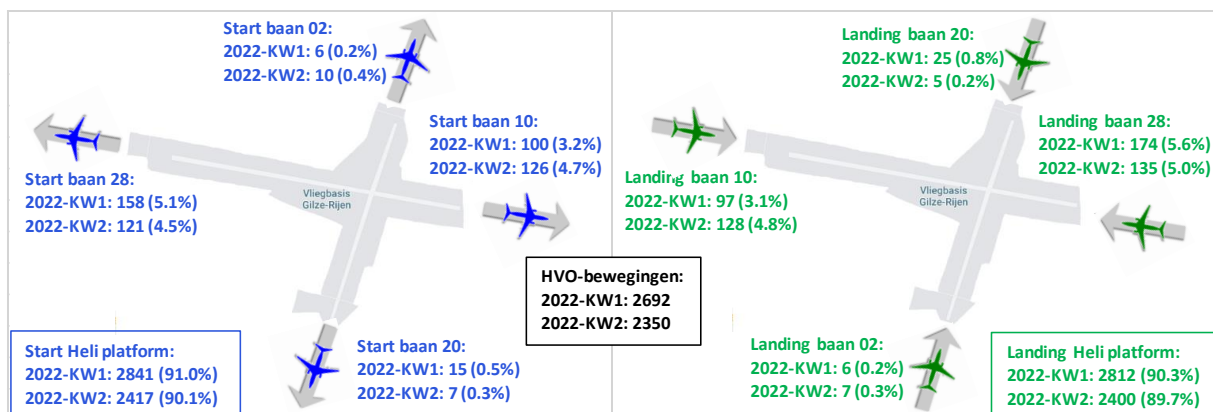 Start baan 02:
2022-KW1: 6 (0.2%)
2022-KW2: 10 (0.4%)
Start baan 10:
2022-KW1: 100 (3.2%)
2022-KW2: 126 (4.7%)
Start baan 28:
2022-KW1: 158 (5.1%)
2022-KW2: 121 (4.5%)
Vliegbasis
Gilze-Rijen
Start Heli platform:
2022-KW1: 2841 (91.0%)
2022-KW2: 2417 (90.1%)
Start baan 20:
2022-KW1: 15 (0.5%)
2022-KW2: 7 (0.3%)
HVO-bewegingen:
2022-KW1: 2692
2022-KW2: 2350
Landing baan 20:
2022-KW1: 25 (0.8%)
2022-KW2: 5 (0.2%)
Landing baan 28:
2022-KW1: 174 (5.6%)
2022-KW2: 135 (5.0%)
Landing baan 10:
2022-KW1: 97 (3.1%)
2022-KW2: 128 (4.8%)
Vliegbasis
Gilze-Rijen
Landing baan 02:
2022-KW1: 6 (0.2%)
2022-KW2: 7 (0.3%)
Landing Heli platform:
2022-KW1: 2812 (90.3%)
2022-KW2: 2400 (89.7%)